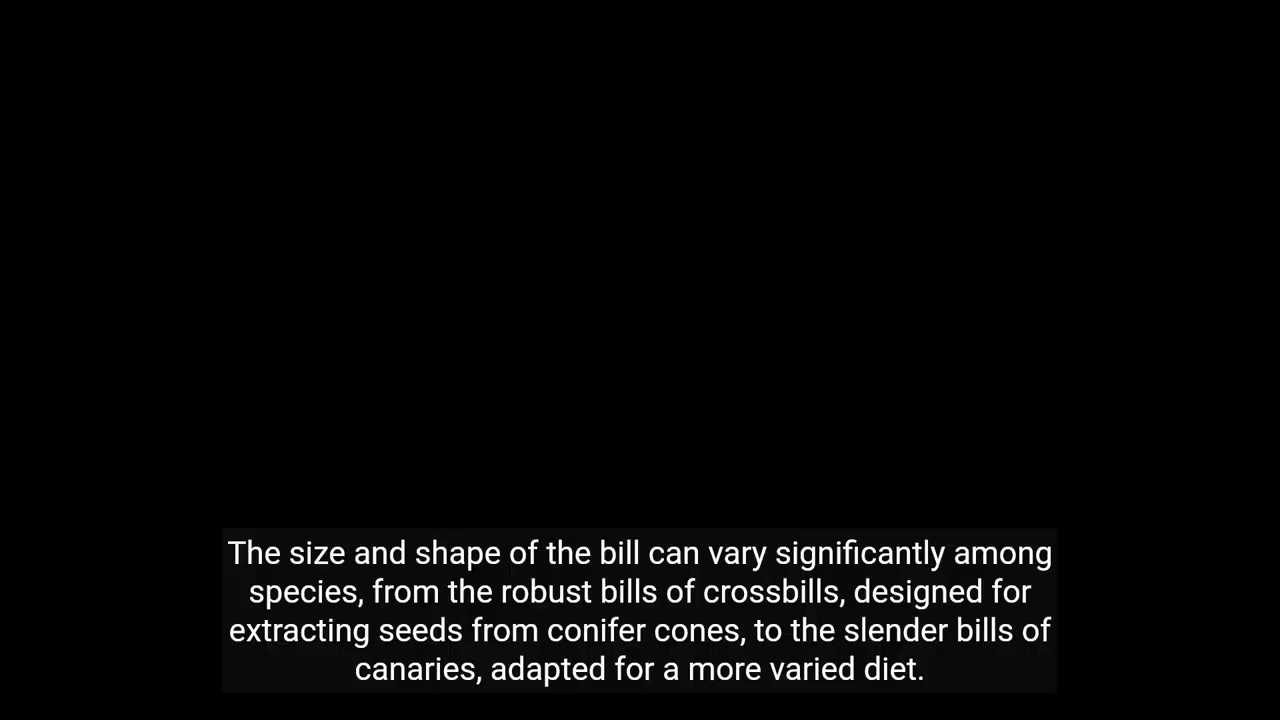 The size and shape of the bill can vary significantly among
species, from the robust bills of crossbills, designed for
extracting seeds from conifer cones, to the slender bills of
canaries, adapted for a more varied diet.